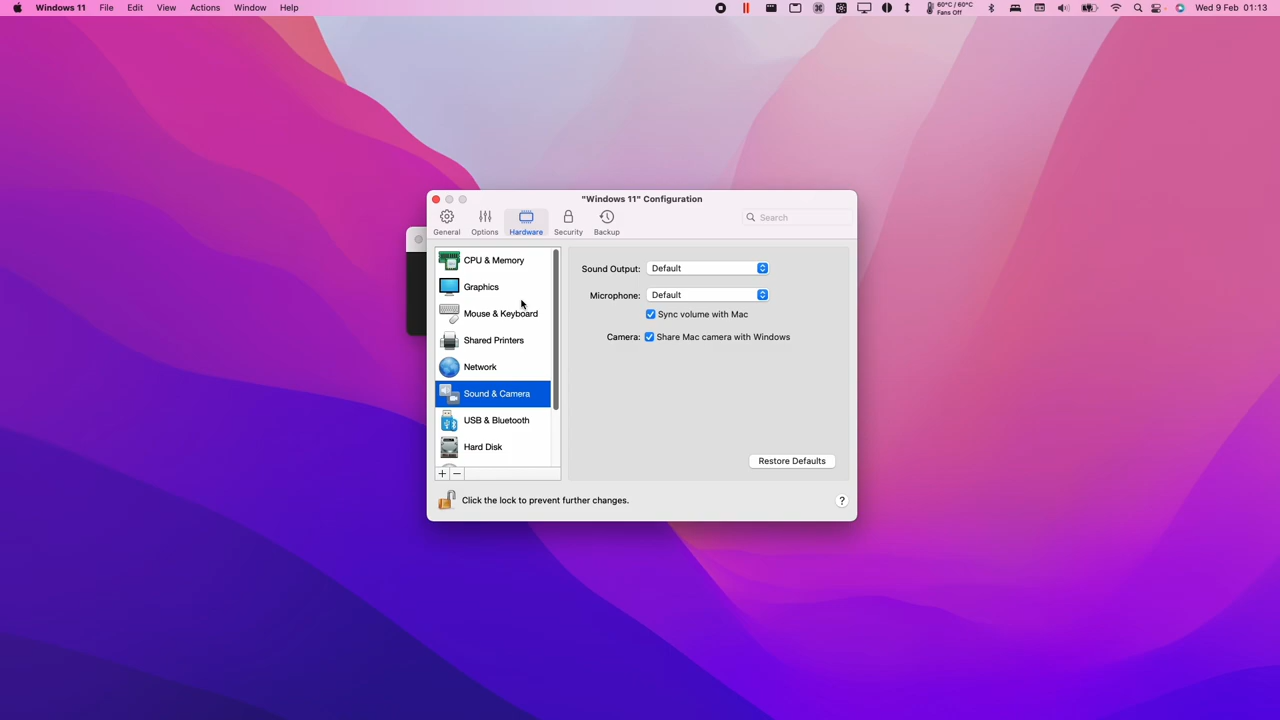 Windows 11 File Edit View Actions Window Help 60°C / 60°C Wed 9 Feb 01:13
Fans Off
"Windows 11" Configuration
General Options Hardware Security Backup
Search
CPU & Memory
Graphics
Mouse & Keyboard
Shared Printers
Network
Sound & Camera
USB & Bluetooth
Hard Disk
Sound Output: Default
Microphone: Default
Sync volume with Mac
Camera: Share Mac camera with Windows
Restore Defaults
+ −
Click the lock to prevent further changes.
?